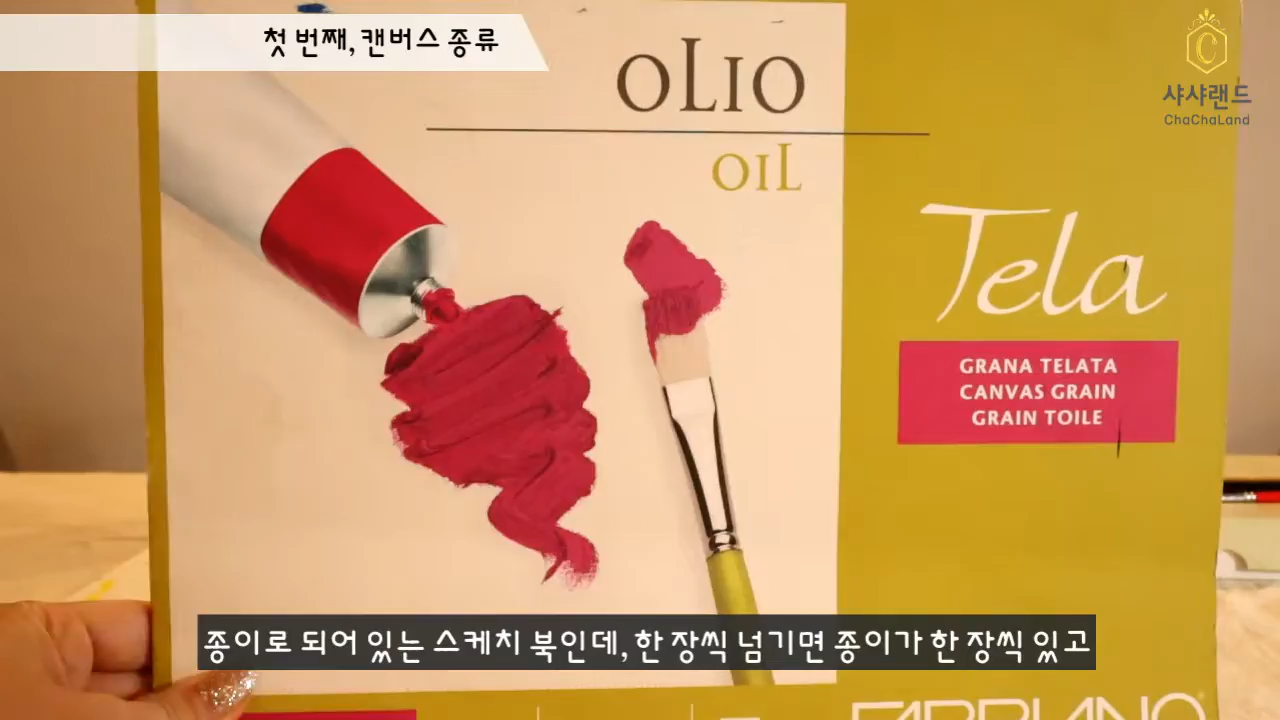 첫 번째, 캔버스 종류
OLIO
OIL
샤샤랜드
ChaChaLand
Tela
GRANA TELATA
CANVAS GRAIN
GRAIN TOILE
종이로 되어 있는 스케치 북인데, 한 장씩 넘기면 종이가 한 장씩 있고
FABRIANO